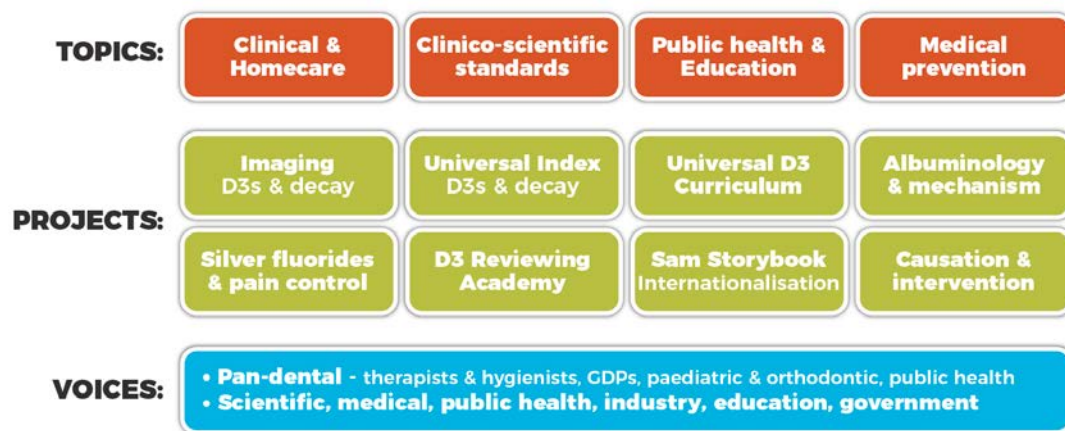 TOPICS:
Clinical &
Homecare
Clinico-scientific
standards
Public health &
Education
Medical
prevention
PROJECTS:
Imaging
D3s & decay
Universal Index
D3s & decay
Universal D3
Curriculum
Albuminology
& mechanism
Silver fluorides
& pain control
D3 Reviewing
Academy
Sam Storybook
Internationalisation
Causation &
intervention
VOICES:
• Pan-dental - therapists & hygienists, GDPs, paediatric & orthodontic, public health
• Scientific, medical, public health, industry, education, government